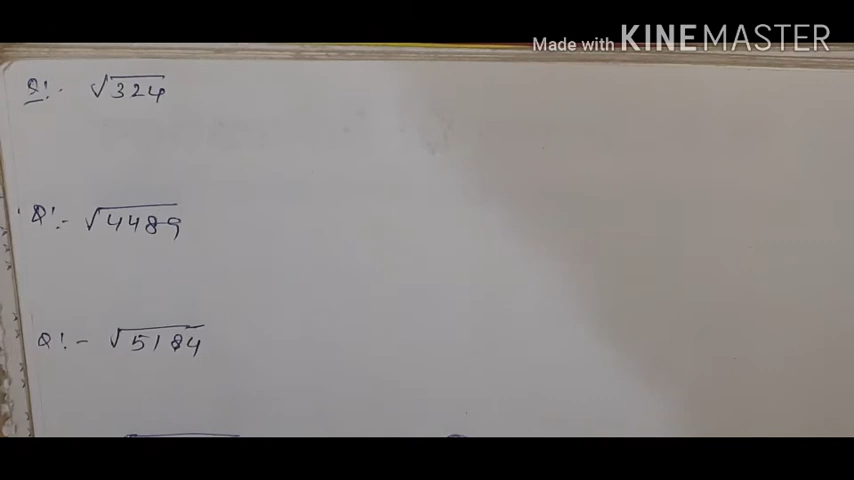 Made with KINEMASTER
Q!- √324
Q!- √4489
Q!- √5184